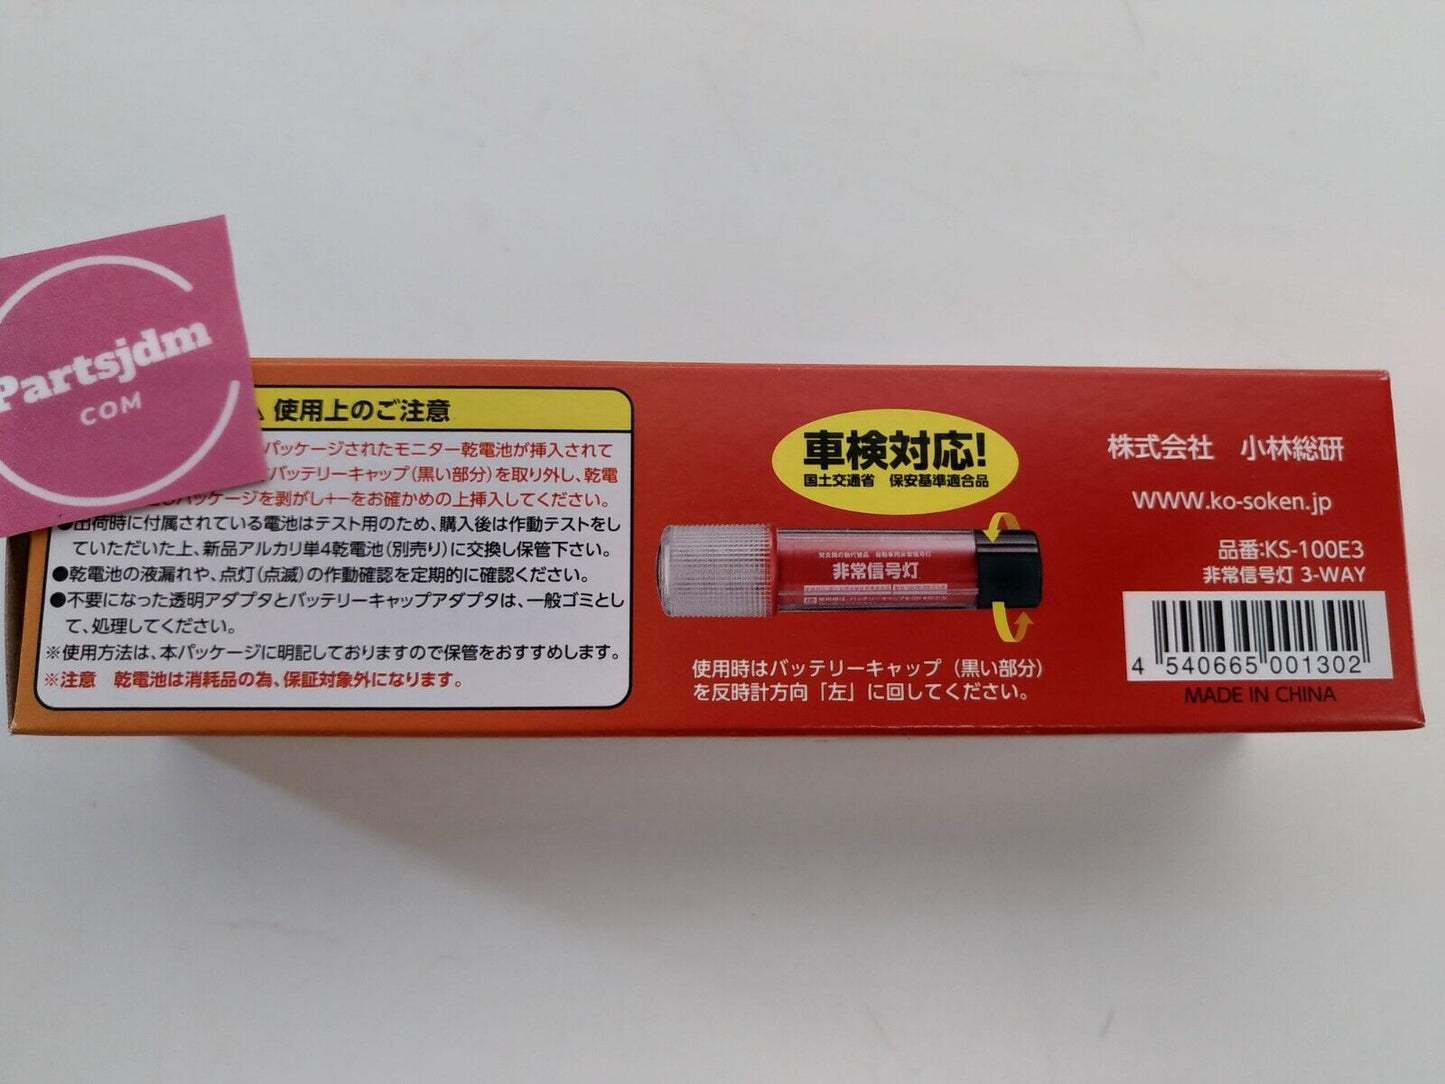 Partsjdm
COM
使用上のご注意
パッケージされたモニター乾電池が挿入されて
バッテリーキャップ（黒い部分）を取り外し、乾電
パッケージを剥がし＋－をお確かめの上挿入してください。
●出荷時に付属されている電池はテスト用のため、購入後は作動テストをし
ていただいた上、新品アルカリ単4乾電池（別売り）に交換し保管下さい。
●乾電池の液漏れや、点灯（点滅）の作動確認を定期的に確認ください。
●不要になった透明アダプタとバッテリーキャップアダプタは、一般ゴミとし
て、処理してください。
※使用方法は、本パッケージに明記しておりますので保管をおすすめします。
※注意　乾電池は消耗品の為、保証対象外になります。
車検対応!
国土交通省　保安基準適合品
非常信号灯
使用時はバッテリーキャップ（黒い部分）
を反時計方向「左」に回してください。
株式会社　小林総研
WWW.ko-soken.jp
品番:KS-100E3
非常信号灯 3-WAY
4 540665 001302
MADE IN CHINA